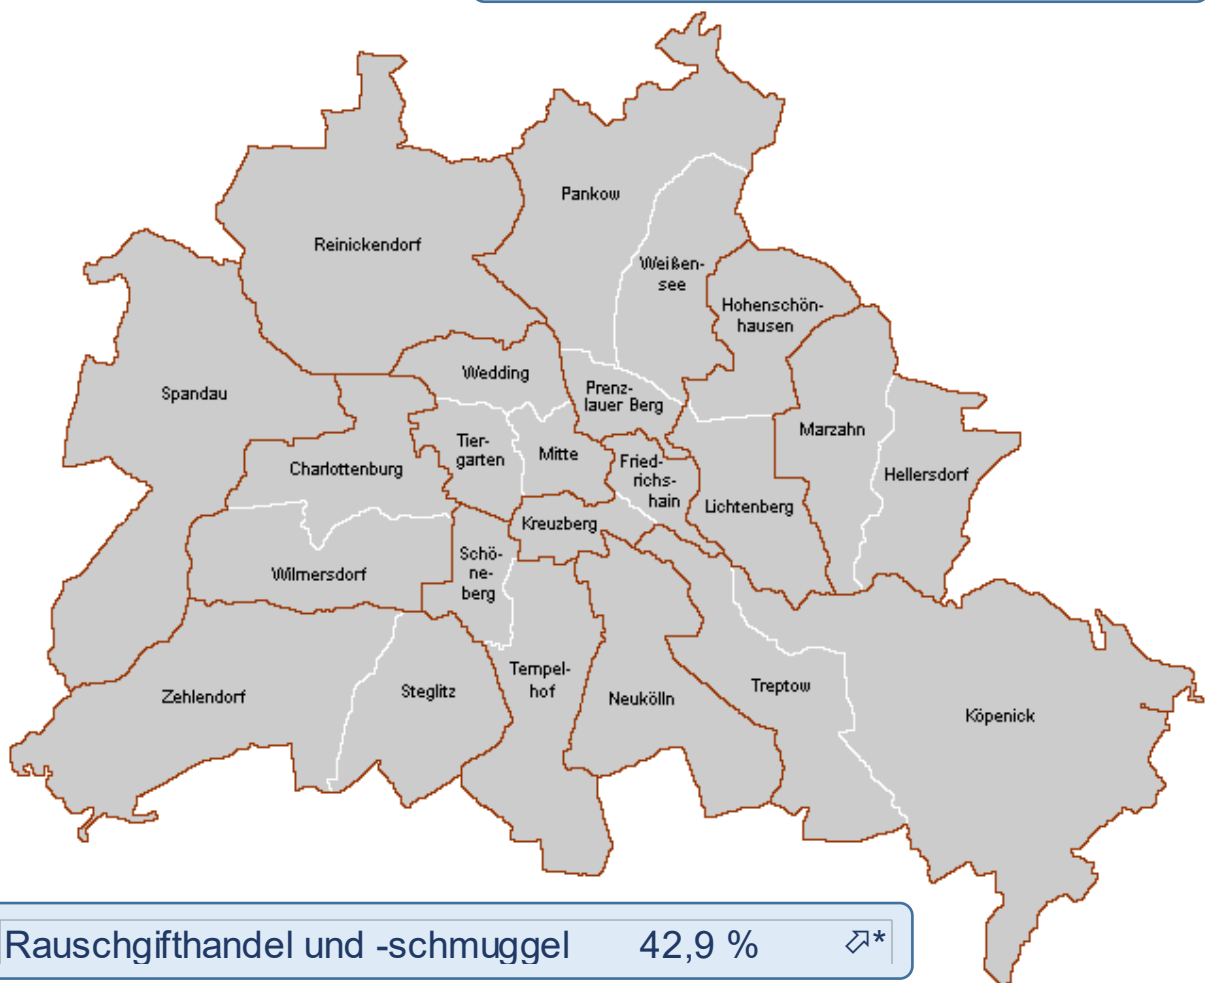 Pankow
Reinickendorf
Weißen-
see
Hohenschön-
hausen
Wedding
Spandau
Prenz-
lauer Berg
Marzahn
Tier-
garten
Mitte
Charlottenburg
Fried-
richs-
hain
Hellersdorf
Lichtenberg
Kreuzberg
Schö-
ne-
berg
Wilmersdorf
Tempel-
hof
Zehlendorf
Steglitz
Neukölln
Treptow
Köpenick
Rauschgifthandel und -schmuggel 42,9 % ⬀*